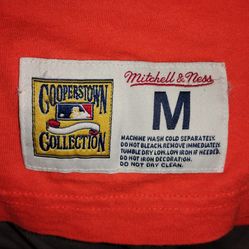 COOPERSTOWN
COLLECTION
Mitchell & Ness
M
MACHINE WASH COLD SEPARATELY.
DO NOT BLEACH. REMOVE IMMEDIATELY.
TUMBLE DRY LOW. LOW IRON IF NEEDED.
DO NOT IRON DECORATION.
DO NOT DRY CLEAN.